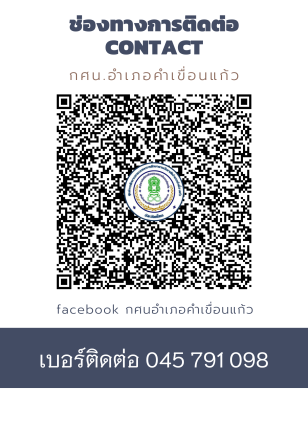 ช่องทางการติดต่อ
CONTACT
กศน.อำเภอคำเขื่อนแก้ว
facebook กศนอำเภอคำเขื่อนแก้ว
เบอร์ติดต่อ 045 791 098